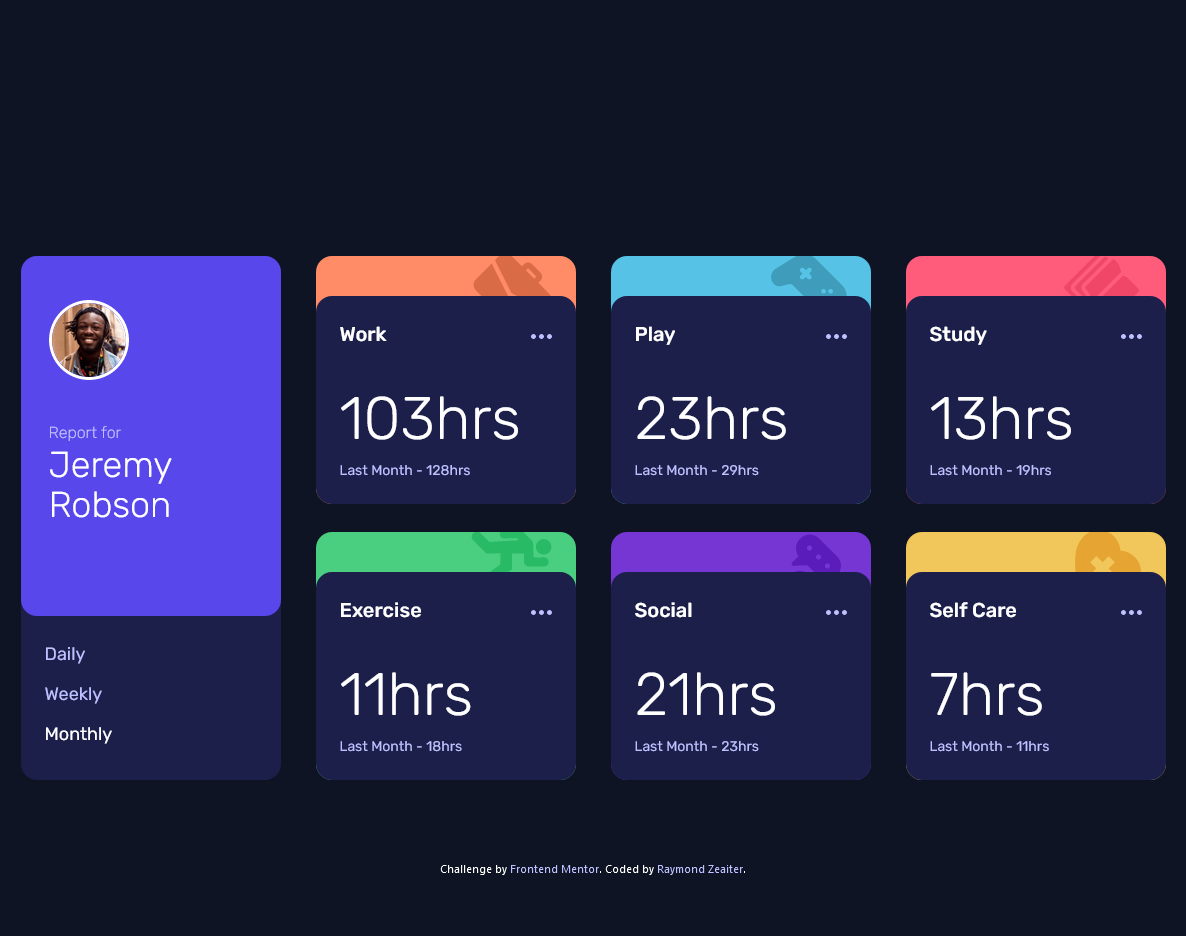 Report for
Jeremy
Robson
Daily
Weekly
Monthly
Work
103hrs
Last Month - 128hrs
Play
23hrs
Last Month - 29hrs
Study
13hrs
Last Month - 19hrs
Exercise
11hrs
Last Month - 18hrs
Social
21hrs
Last Month - 23hrs
Self Care
7hrs
Last Month - 11hrs
Challenge by Frontend Mentor. Coded by Raymond Zeaiter.